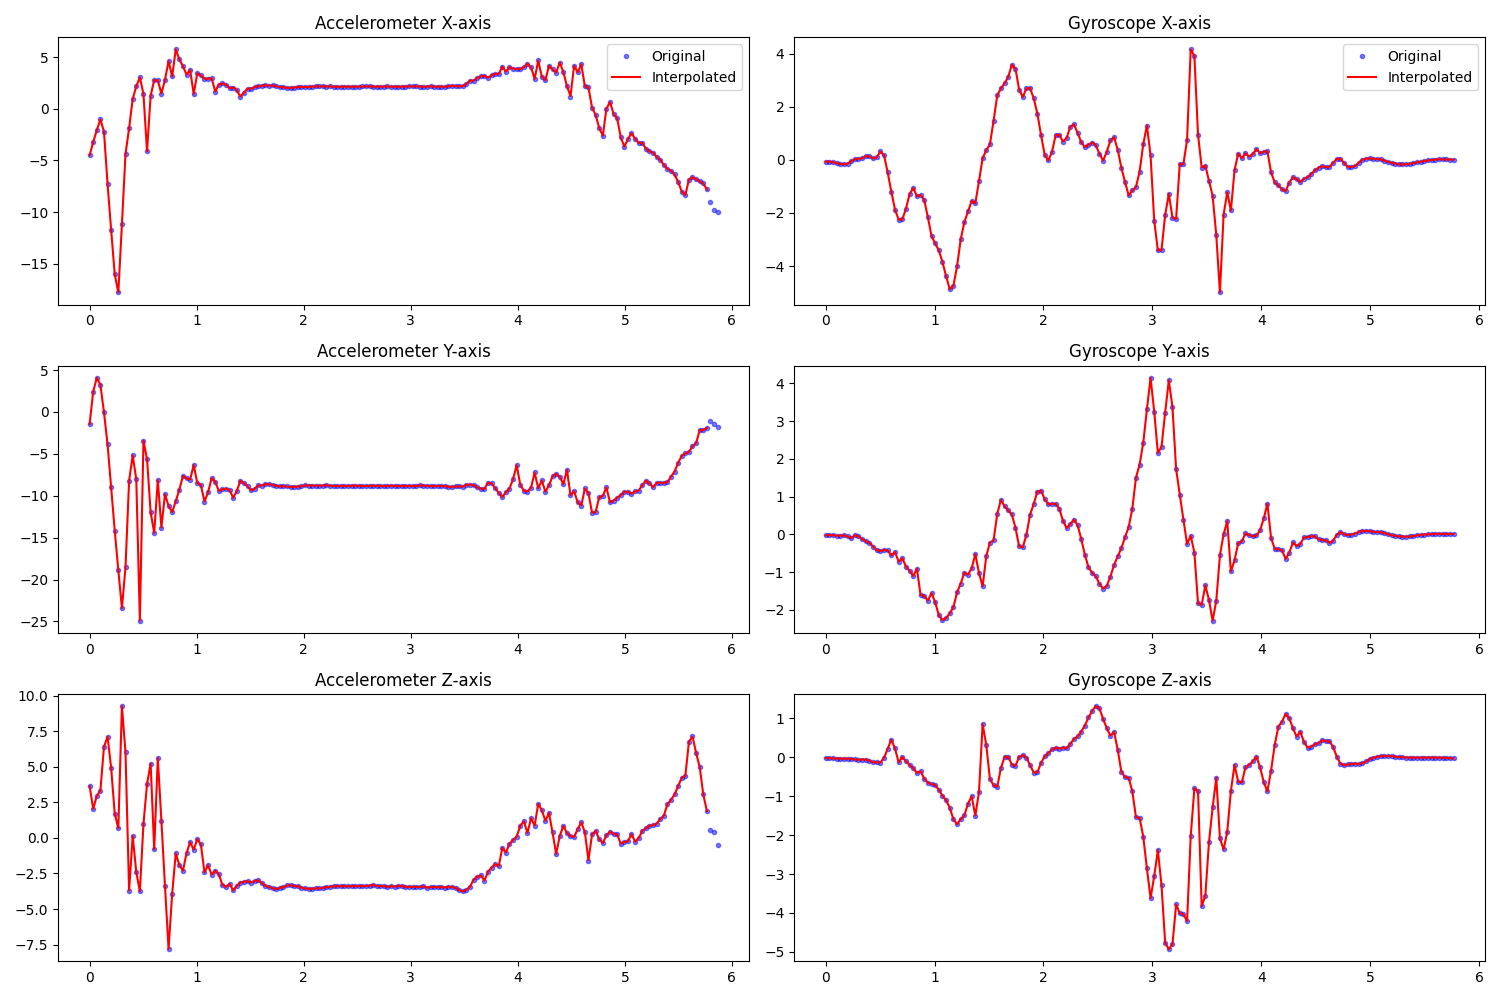 Accelerometer X-axis
5
0
−5
−10
−15
0 1 2 3 4 5 6
Original
Interpolated
Gyroscope X-axis
4
2
0
−2
−4
0 1 2 3 4 5 6
Original
Interpolated
Accelerometer Y-axis
5
0
−5
−10
−15
−20
−25
0 1 2 3 4 5 6
Gyroscope Y-axis
4
3
2
1
0
−1
−2
0 1 2 3 4 5 6
Accelerometer Z-axis
10.0
7.5
5.0
2.5
0.0
−2.5
−5.0
−7.5
0 1 2 3 4 5 6
Gyroscope Z-axis
1
0
−1
−2
−3
−4
−5
0 1 2 3 4 5 6